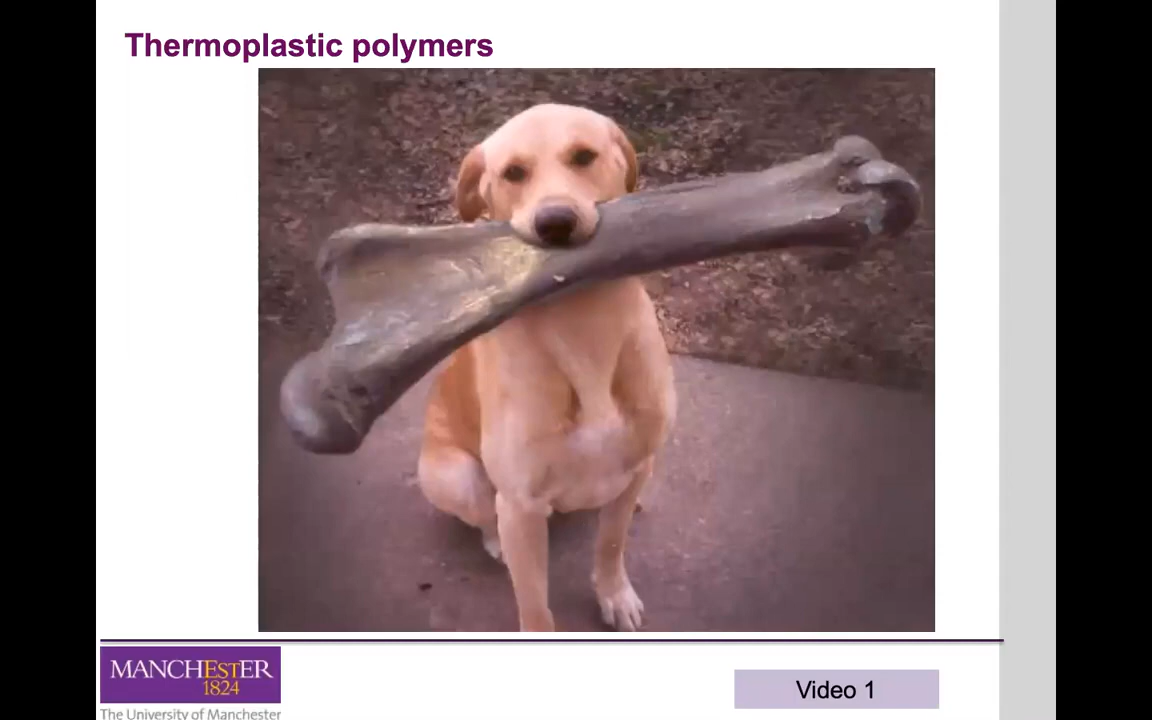 Thermoplastic polymers
MANCHESTER
1824
The University of Manchester
Video 1